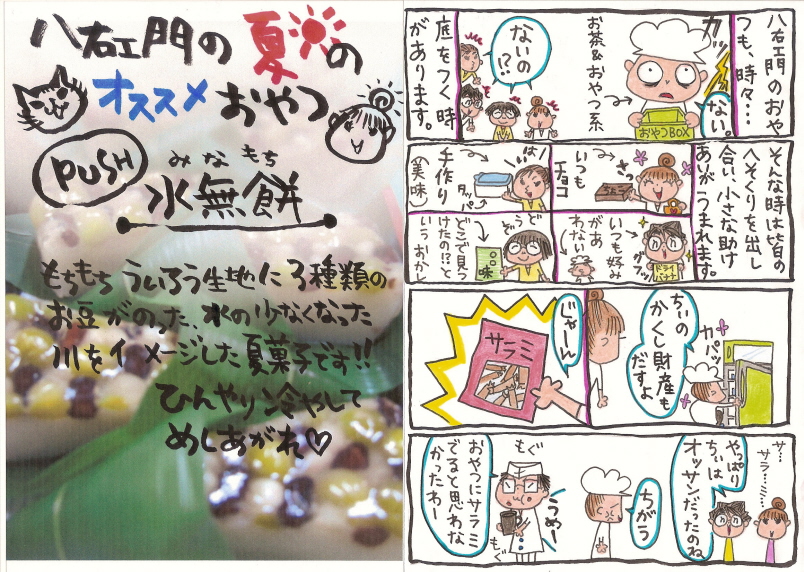 八右ェ門の夏の
オススメおやつ
PUSH
みなもち
水無餅
もちもちういろう生地に3種類の
お豆がのった、水の少なくなった
川をイメージした夏菓子です!!
ひんやり冷やして
めしあがれ♡
八右ェ門のおや
つも、時々…
カッ
ない。
お茶&おやつ系
おやつBOX
ないの!?
底をつく時
があります。
そんな時は皆の
へそくりを出し
合い、小さな助け
あいが うまれます。
さっ
いつも
チョコ
チョコ
はい
タッパ
手作り
(美味)
いつも好み
があ
わない
グフッ
ドライ
バナナ
どうぞ
○○味
どこで見つ
けたの!?と
いうおかし
カパッ
ちぃの
かくし財産も
だすよ
じゃーん
サラミ
サ…
サラ…ミ…
やっぱり
ちぃは
オッサンだったのね
ちがう
うめー
もぐ
もぐ
おやつにサラミ
でると思わな
かったわー